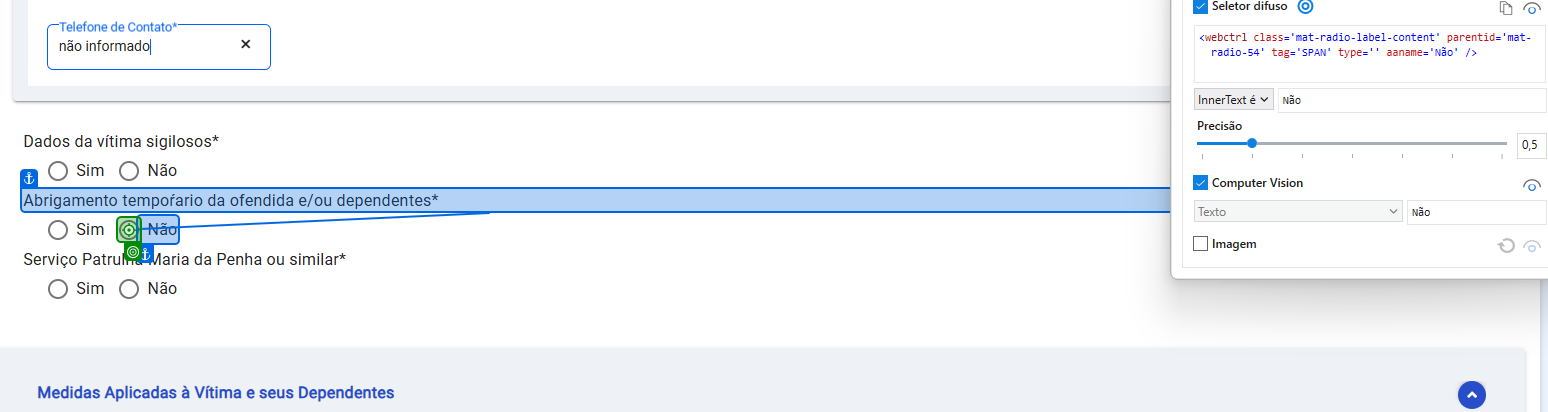 Telefone de Contato*
não informado
Dados da vítima sigilosos*
Sim Não
Abrigamento tempoŕario da ofendida e/ou dependentes*
Sim Não
Serviço Patrulha Maria da Penha ou similar*
Sim Não
Medidas Aplicadas à Vítima e seus Dependentes
Seletor difuso
<webctrl class='mat-radio-label-content' parentid='mat-
radio-54' tag='SPAN' type='' aaname='Não' />
InnerText é Não
Precisão
0,5
Computer Vision
Texto Não
Imagem